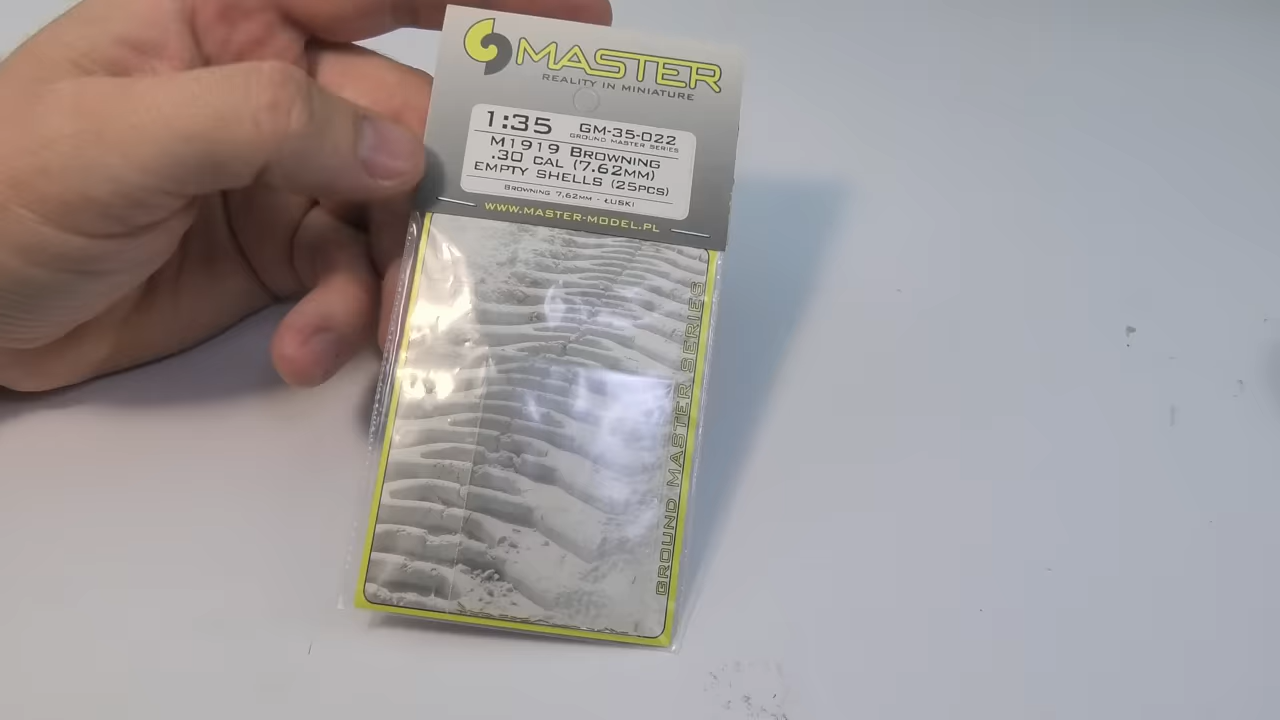 MASTER
REALITY IN MINIATURE
1:35
GM-35-022
GROUND MASTER SERIES
M1919 BROWNING
.30 CAL (7.62MM)
EMPTY SHELLS (25PCS)
BROWNING 7,62MM - ŁUSKI
WWW.MASTER-MODEL.PL
GROUND MASTER SERIES